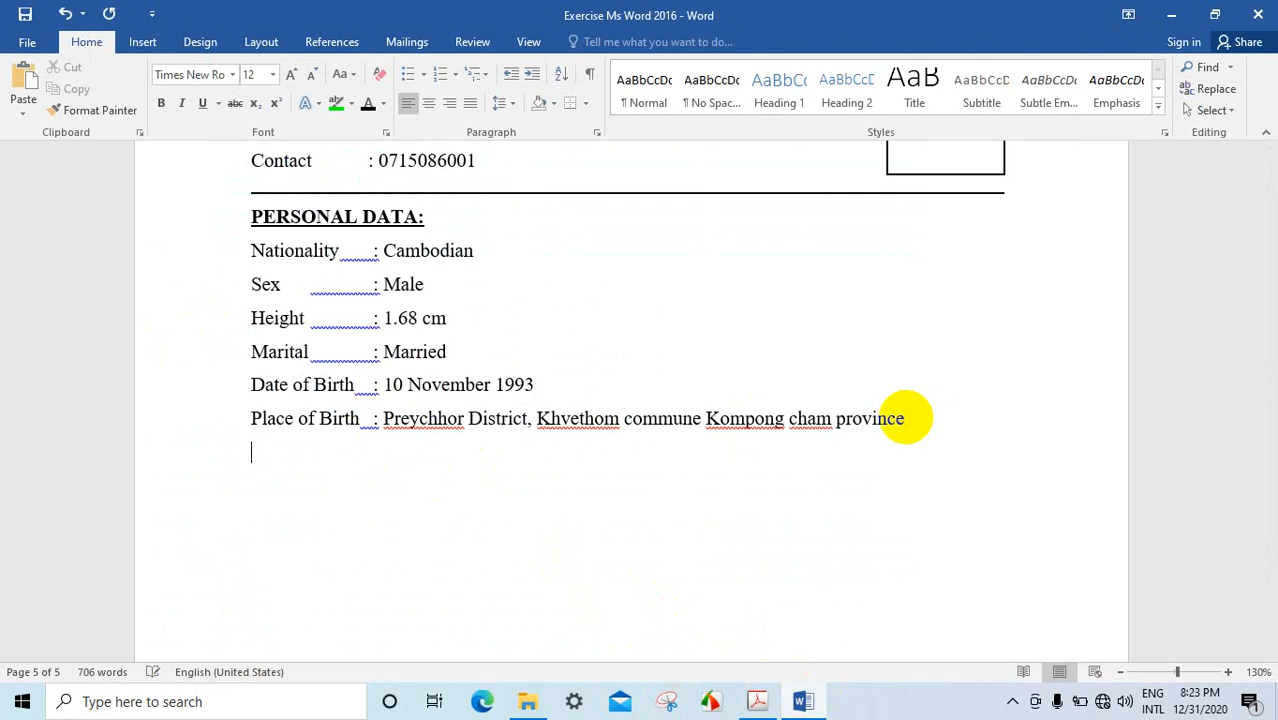 Exercise Ms Word 2016 - Word
File Home Insert Design Layout References Mailings Review View Tell me what you want to do... Sign in Share
Paste
Cut
Copy
Format Painter
Clipboard
Times New Ro 12
Font
Paragraph
AaBbCcDc AaBbCcDc AaBbCcDc AaBbCcD AaB AaBbCcDc AaBbCcDc AaBbCcDc
¶ Normal ¶ No Spac... Heading Heading 2 Title Subtitle Subtle Em... Emphasis
Styles
Find
Replace
Select
Editing
Contact : 0715086001
PERSONAL DATA:
Nationality : Cambodian
Sex : Male
Height : 1.68 cm
Marital : Married
Date of Birth : 10 November 1993
Place of Birth : Preychhor District, Khvethom commune Kompong cham province
Page 5 of 5 706 words English (United States) 130%
Type here to search
ENG
INTL
8:23 PM
12/31/2020
1